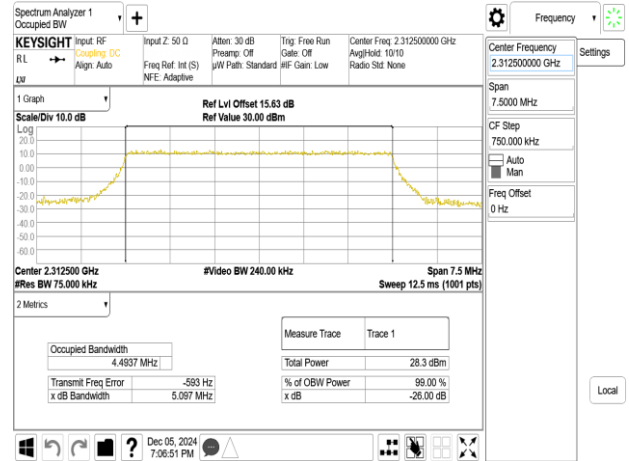 Spectrum Analyzer 1
Occupied BW
KEYSIGHT
RL
Input: RF
Coupling: DC
Align: Auto
Input Z: 50 Ω
Freq Ref: Int (S)
NFE: Adaptive
Atten: 30 dB
Preamp: Off
µW Path: Standard
Trig: Free Run
Gate: Off
#IF Gain: Low
Center Freq: 2.312500000 GHz
Avg|Hold: 10/10
Radio Std: None
1 Graph
Scale/Div 10.0 dB
Ref Lvl Offset 15.63 dB
Ref Value 30.00 dBm
Log
20.0
10.0
0.00
-10.0
-20.0
-30.0
-40.0
-50.0
-60.0
Center 2.312500 GHz
#Res BW 75.000 kHz
#Video BW 240.00 kHz
Span 7.5 MHz
Sweep 12.5 ms (1001 pts)
2 Metrics
Occupied Bandwidth
4.4937 MHz
Transmit Freq Error -593 Hz
x dB Bandwidth 5.097 MHz
Measure Trace Trace 1
Total Power 28.3 dBm
% of OBW Power 99.00 %
x dB -26.00 dB
Dec 05, 2024
7:06:51 PM
Frequency
Center Frequency
2.312500000 GHz
Span
7.5000 MHz
CF Step
750.000 kHz
Auto
Man
Freq Offset
0 Hz
Settings
Local